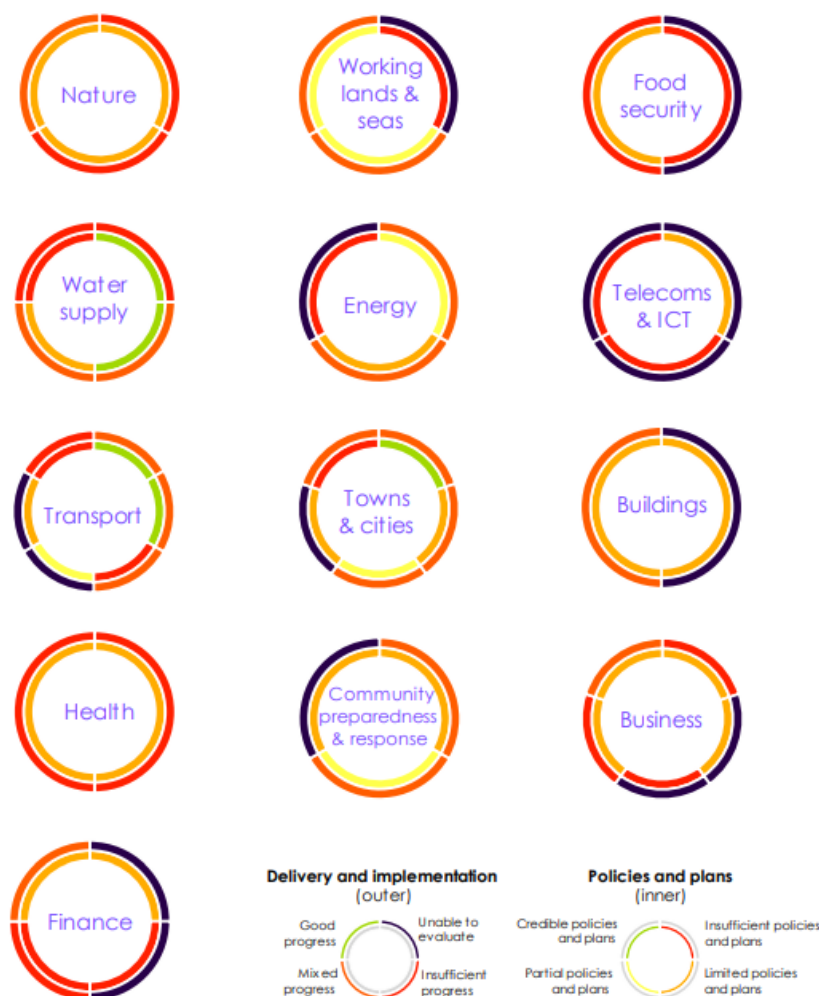 Nature
Working
lands &
seas
Food
security
Water
supply
Energy
Telecoms
& ICT
Transport
Towns
& cities
Buildings
Health
Community
preparedness
& response
Business
Finance
Delivery and implementation
(outer)
Good
progress
Unable to
evaluate
Mixed
progress
Insufficient
progress
Policies and plans
(inner)
Credible policies
and plans
Insufficient policies
and plans
Partial policies
and plans
Limited policies
and plans